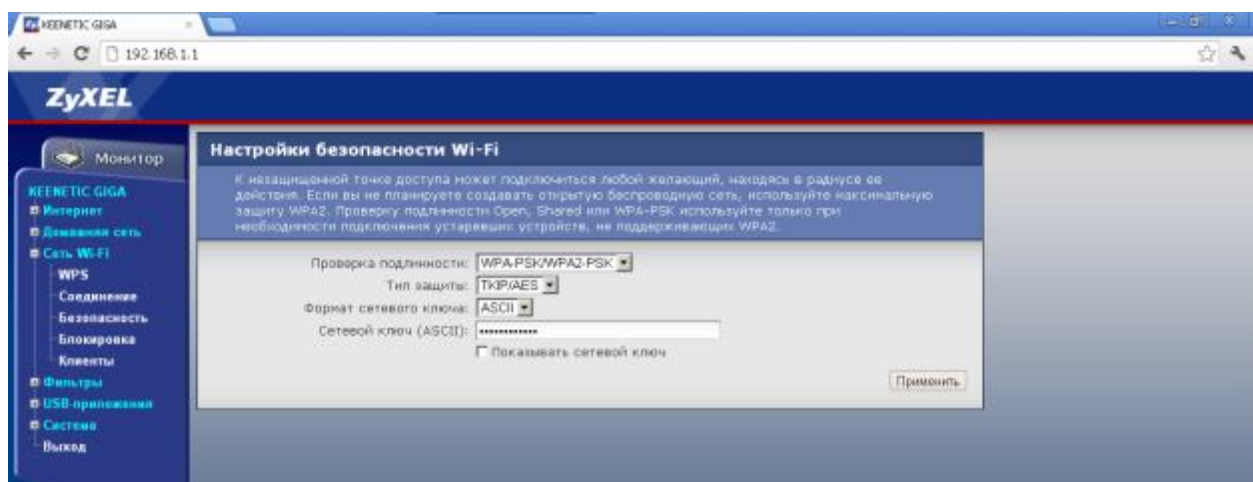 KEENETIC GIGA
192.168.1.1
ZyXEL
Монитор
KEENETIC GIGA
Интернет
Домашняя сеть
Сеть Wi-Fi
WPS
Соединение
Безопасность
Блокировка
Клиенты
Фильтры
USB-приложения
Система
Выход
Настройки безопасности Wi-Fi
К незащищенной точке доступа может подключиться любой желающий, находясь в радиусе ее
действия. Если вы не планируете создавать открытую беспроводную сеть, используйте максимальную
защиту WPA2. Проверку подлинности Open, Shared или WPA-PSK используйте только при
необходимости подключения устаревших устройств, не поддерживающих WPA2.
Проверка подлинности: WPA-PSK/WPA2-PSK
Тип защиты: TKIP/AES
Формат сетевого ключа: ASCII
Сетевой ключ (ASCII): ••••••••••••
Показывать сетевой ключ
Применить